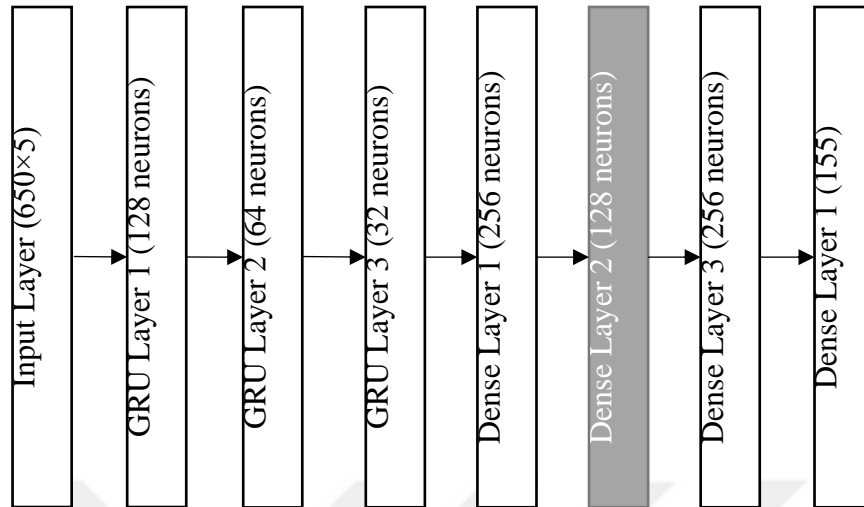 Input Layer (650×5)
GRU Layer 1 (128 neurons)
GRU Layer 2 (64 neurons)
GRU Layer 3 (32 neurons)
Dense Layer 1 (256 neurons)
Dense Layer 2 (128 neurons)
Dense Layer 3 (256 neurons)
Dense Layer 1 (155)